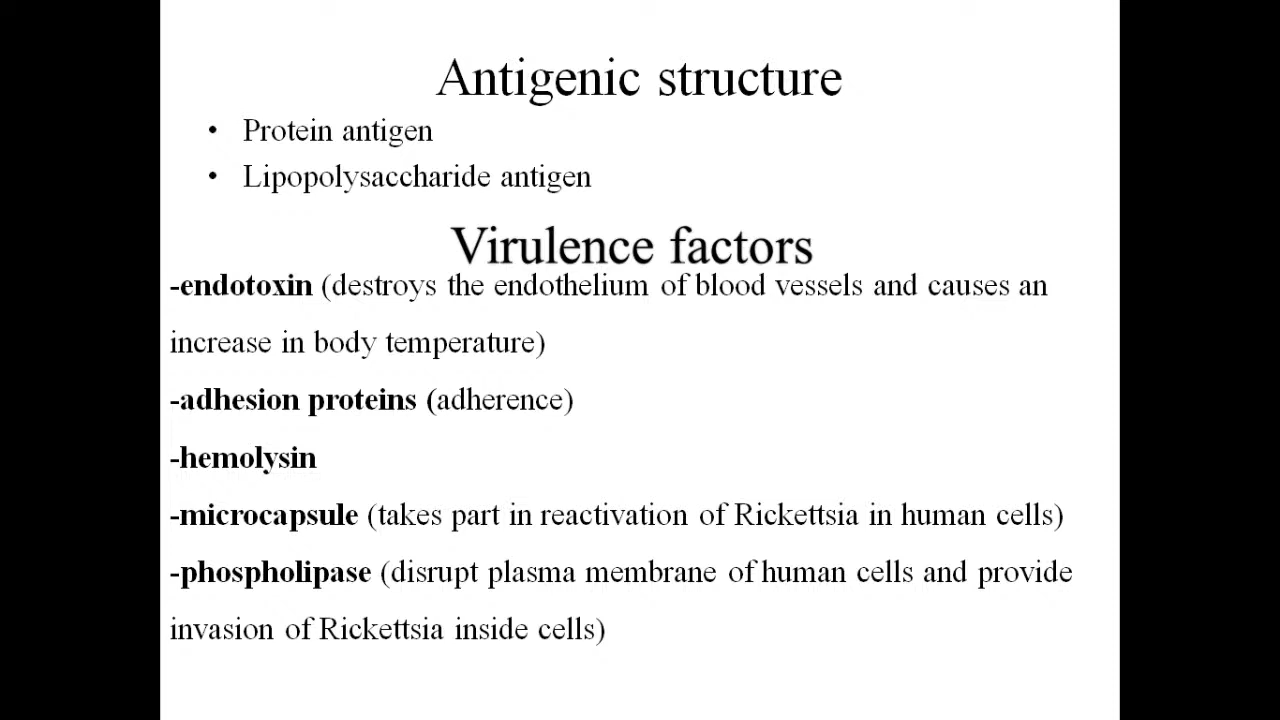 Antigenic structure
• Protein antigen
• Lipopolysaccharide antigen
Virulence factors
-endotoxin (destroys the endothelium of blood vessels and causes an
increase in body temperature)
-adhesion proteins (adherence)
-hemolysin
-microcapsule (takes part in reactivation of Rickettsia in human cells)
-phospholipase (disrupt plasma membrane of human cells and provide
invasion of Rickettsia inside cells)